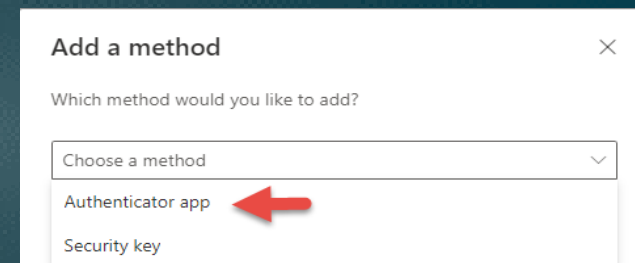 Add a method
Which method would you like to add?
Choose a method
Authenticator app
Security key